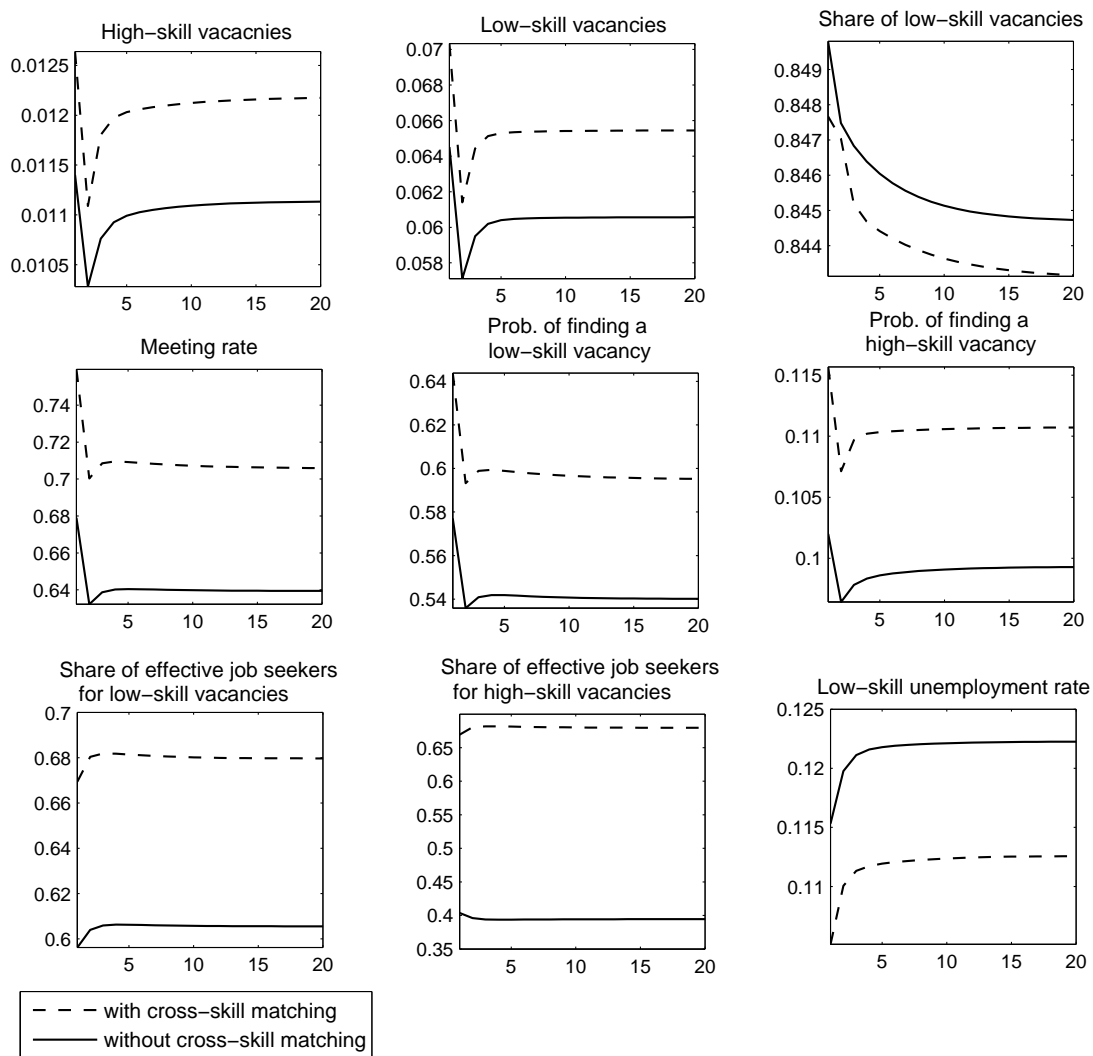 High−skill vacacnies
0.0125
0.012
0.0115
0.011
0.0105
5 10 15 20
Low−skill vacancies
0.07
0.068
0.066
0.064
0.062
0.06
0.058
5 10 15 20
Share of low−skill vacancies
0.849
0.848
0.847
0.846
0.845
0.844
5 10 15 20
Meeting rate
0.74
0.72
0.7
0.68
0.66
0.64
5 10 15 20
Prob. of finding a
low−skill vacancy
0.64
0.62
0.6
0.58
0.56
0.54
5 10 15 20
Prob. of finding a
high−skill vacancy
0.115
0.11
0.105
0.1
5 10 15 20
Share of effective job seekers
for low−skill vacancies
0.7
0.68
0.66
0.64
0.62
0.6
5 10 15 20
Share of effective job seekers
for high−skill vacancies
0.65
0.6
0.55
0.5
0.45
0.4
0.35
5 10 15 20
Low−skill unemployment rate
0.125
0.12
0.115
0.11
5 10 15 20
with cross−skill matching
without cross−skill matching